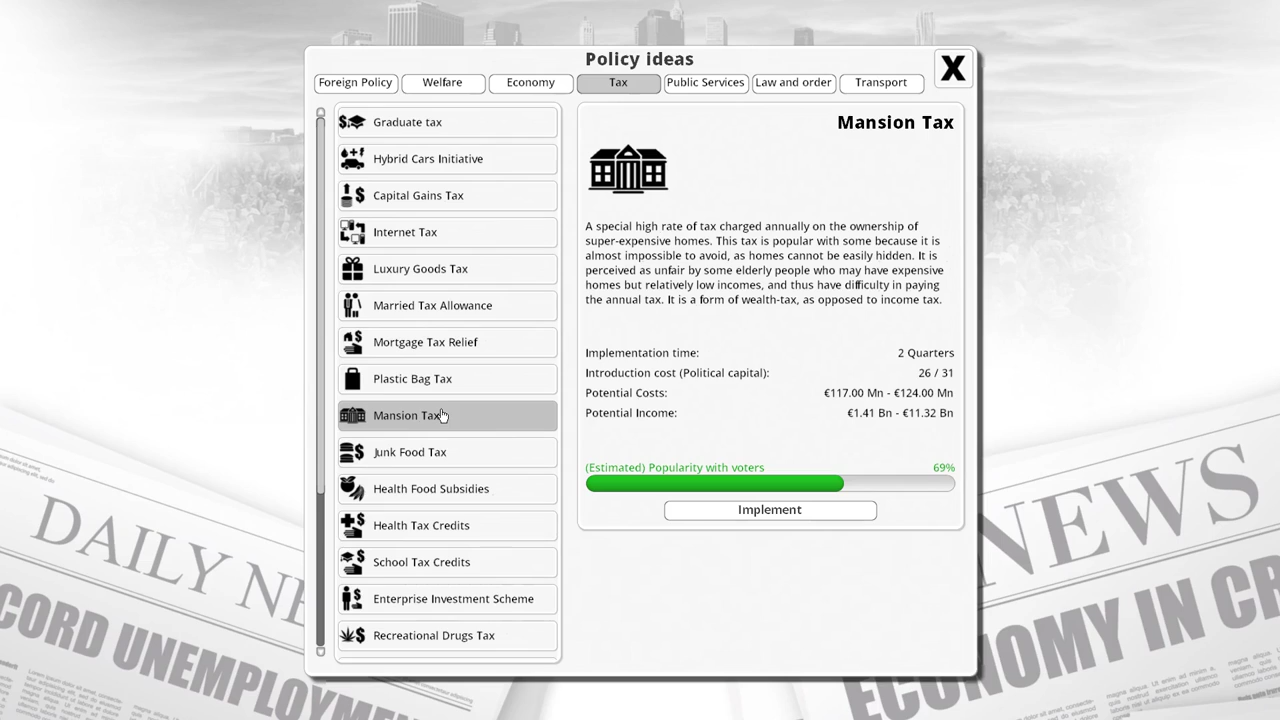 Policy ideas
X
Foreign Policy
Welfare
Economy
Tax
Public Services
Law and order
Transport
Graduate tax
Hybrid Cars Initiative
Capital Gains Tax
Internet Tax
Luxury Goods Tax
Married Tax Allowance
Mortgage Tax Relief
Plastic Bag Tax
Mansion Tax
Junk Food Tax
Health Food Subsidies
Health Tax Credits
School Tax Credits
Enterprise Investment Scheme
Recreational Drugs Tax
Mansion Tax
A special high rate of tax charged annually on the ownership of
super-expensive homes. This tax is popular with some because it is
almost impossible to avoid, as homes cannot be easily hidden. It is
perceived as unfair by some elderly people who may have expensive
homes but relatively low incomes, and thus have difficulty in paying
the annual tax. It is a form of wealth-tax, as opposed to income tax.
Implementation time: 2 Quarters
Introduction cost (Political capital): 26 / 31
Potential Costs: €117.00 Mn - €124.00 Mn
Potential Income: €1.41 Bn - €11.32 Bn
(Estimated) Popularity with voters 69%
Implement
DAILY NE
CORD UNEMPLOYM
NEWS
ECONOMY IN CR